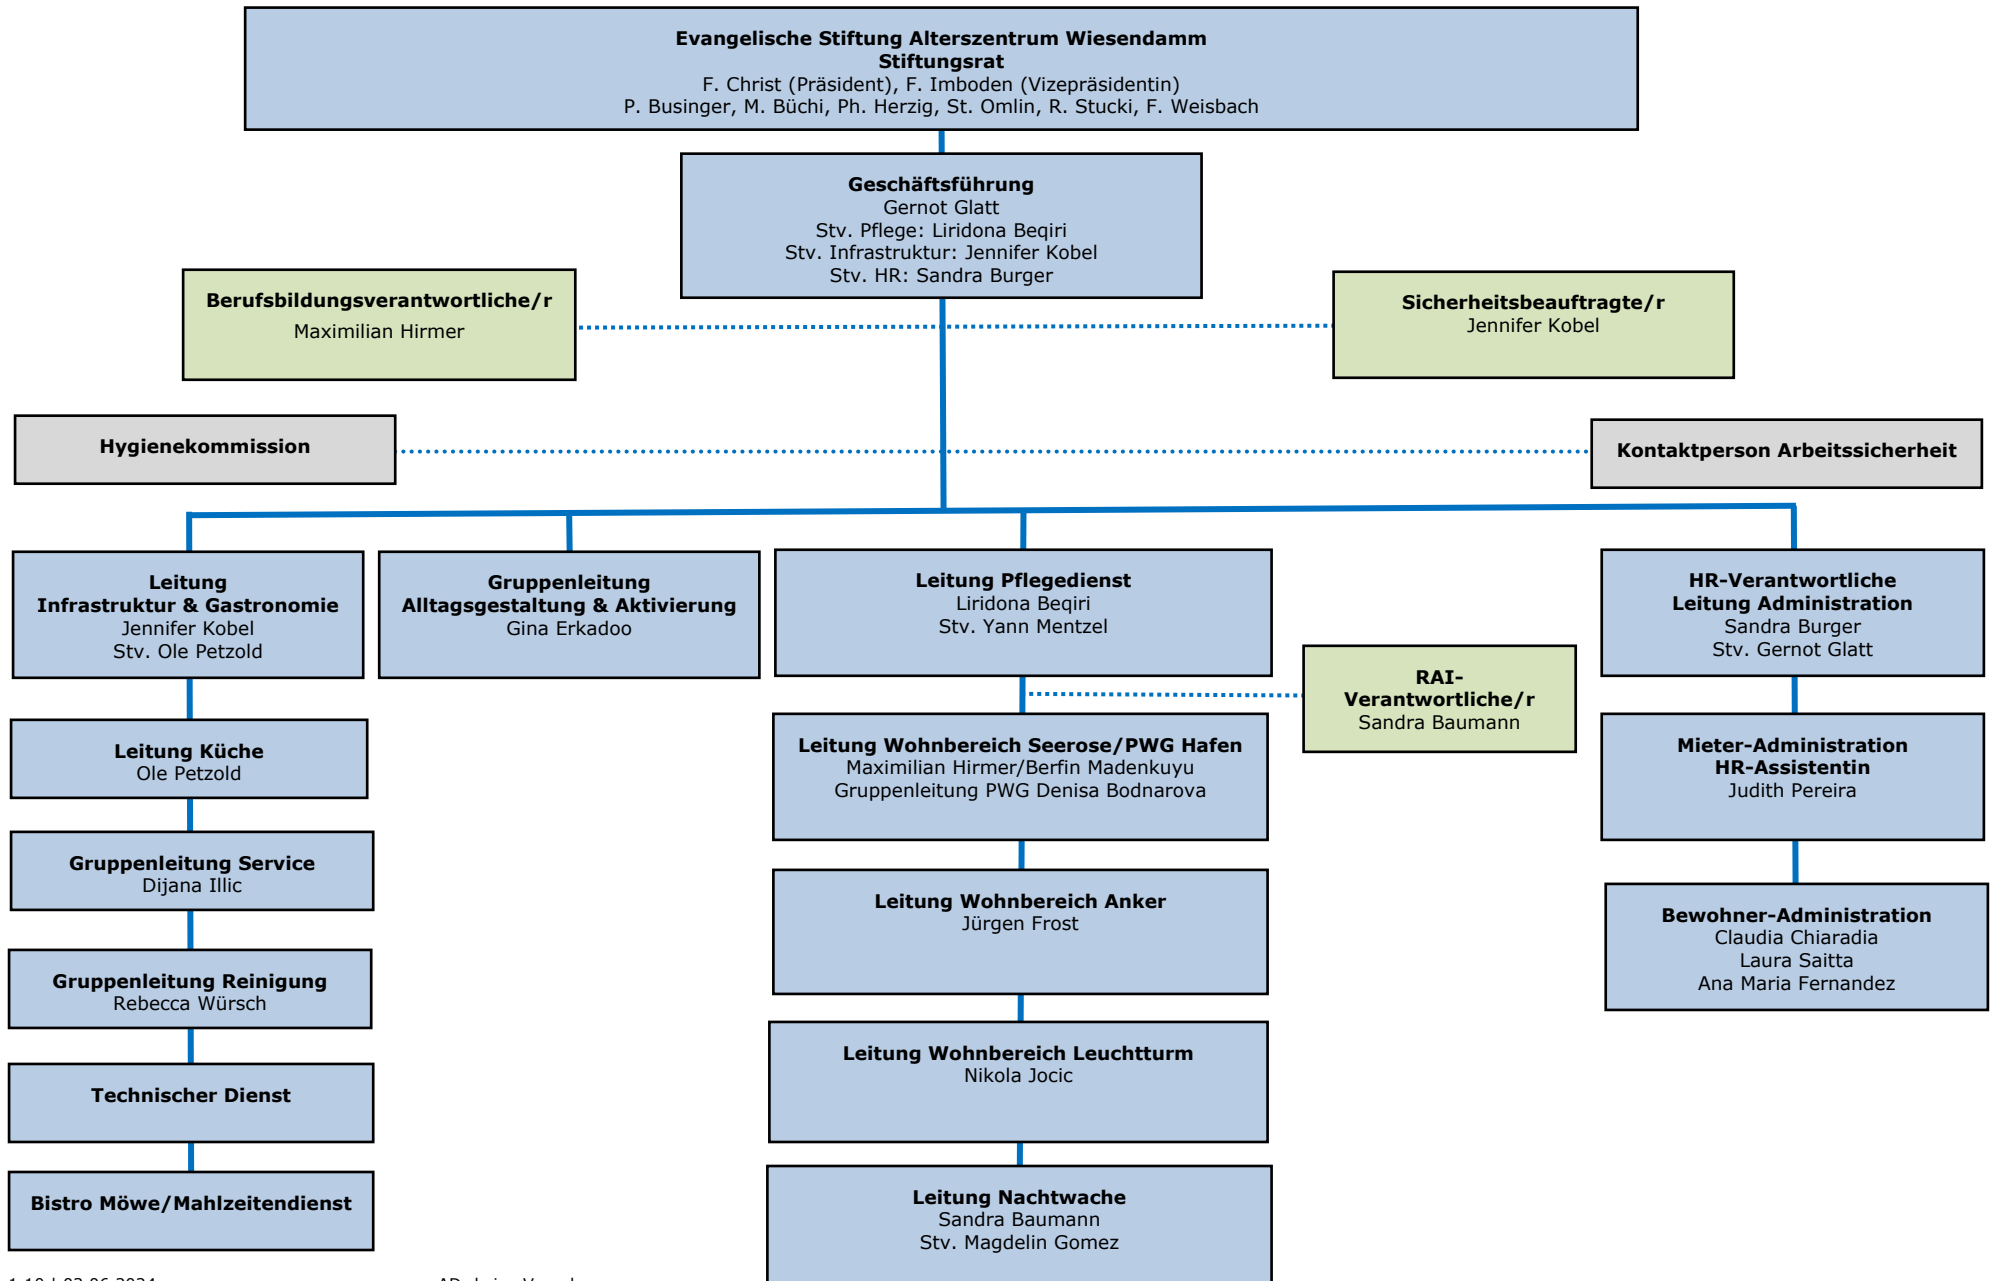 Evangelische Stiftung Alterszentrum Wiesendamm
Stiftungsrat
F. Christ (Präsident), F. Imboden (Vizepräsidentin)
P. Businger, M. Büchi, Ph. Herzig, St. Omlin, R. Stucki, F. Weisbach
Geschäftsführung
Gernot Glatt
Stv. Pflege: Liridona Beqiri
Stv. Infrastruktur: Jennifer Kobel
Stv. HR: Sandra Burger
Berufsbildungsverantwortliche/r
Maximilian Hirmer
Sicherheitsbeauftragte/r
Jennifer Kobel
Hygienekommission
Kontaktperson Arbeitssicherheit
Leitung
Infrastruktur & Gastronomie
Jennifer Kobel
Stv. Ole Petzold
Gruppenleitung
Alltagsgestaltung & Aktivierung
Gina Erkadoo
Leitung Pflegedienst
Liridona Beqiri
Stv. Yann Mentzel
HR-Verantwortliche
Leitung Administration
Sandra Burger
Stv. Gernot Glatt
RAI-
Verantwortliche/r
Sandra Baumann
Leitung Küche
Ole Petzold
Leitung Wohnbereich Seerose/PWG Hafen
Maximilian Hirmer/Berfin Madenkuyu
Gruppenleitung PWG Denisa Bodnarova
Mieter-Administration
HR-Assistentin
Judith Pereira
Gruppenleitung Service
Dijana Illic
Leitung Wohnbereich Anker
Jürgen Frost
Bewohner-Administration
Claudia Chiaradia
Laura Saitta
Ana Maria Fernandez
Gruppenleitung Reinigung
Rebecca Würsch
Leitung Wohnbereich Leuchtturm
Nikola Jocic
Technischer Dienst
Bistro Möwe/Mahlzeitendienst
Leitung Nachtwache
Sandra Baumann
Stv. Magdelin Gomez